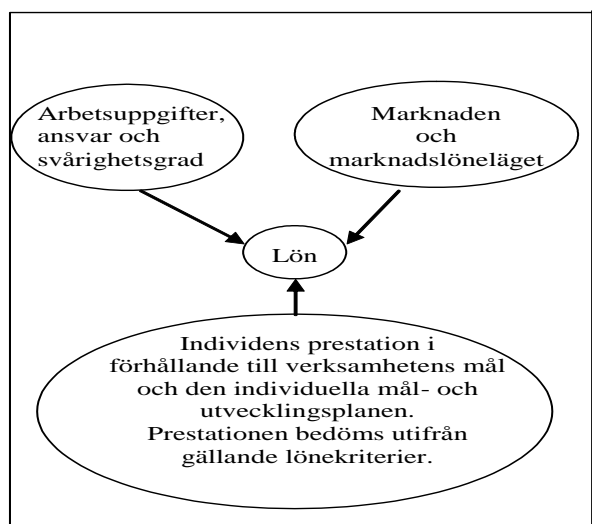 Arbetsuppgifter,
ansvar och
svårighetsgrad
Marknaden
och
marknadslöneläget
Lön
Individens prestation i
förhållande till verksamhetens mål
och den individuella mål- och
utvecklingsplanen.
Prestationen bedöms utifrån
gällande lönekriterier.